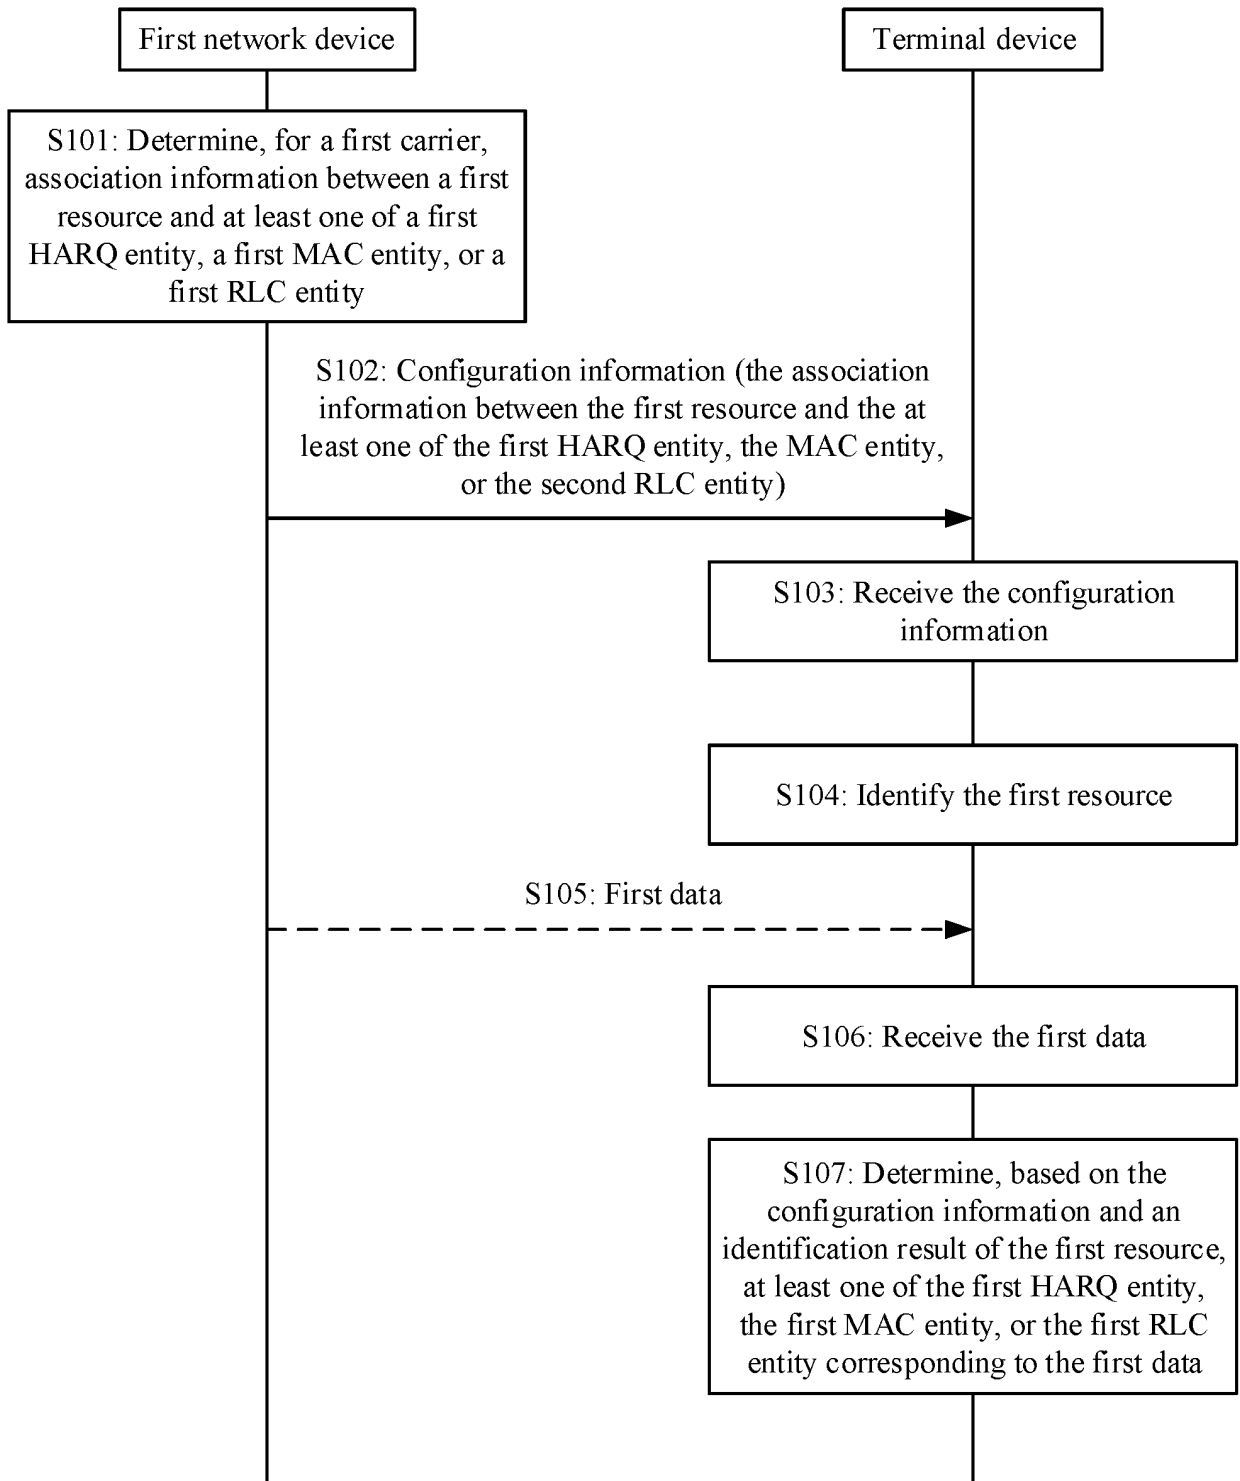 First network device
Terminal device
S101: Determine, for a first carrier,
association information between a first
resource and at least one of a first
HARQ entity, a first MAC entity, or a
first RLC entity
S102: Configuration information (the association
information between the first resource and the at
least one of the first HARQ entity, the MAC entity,
or the second RLC entity)
S103: Receive the configuration
information
S104: Identify the first resource
S105: First data
S106: Receive the first data
S107: Determine, based on the
configuration information and an
identification result of the first resource,
at least one of the first HARQ entity,
the first MAC entity, or the first RLC
entity corresponding to the first data